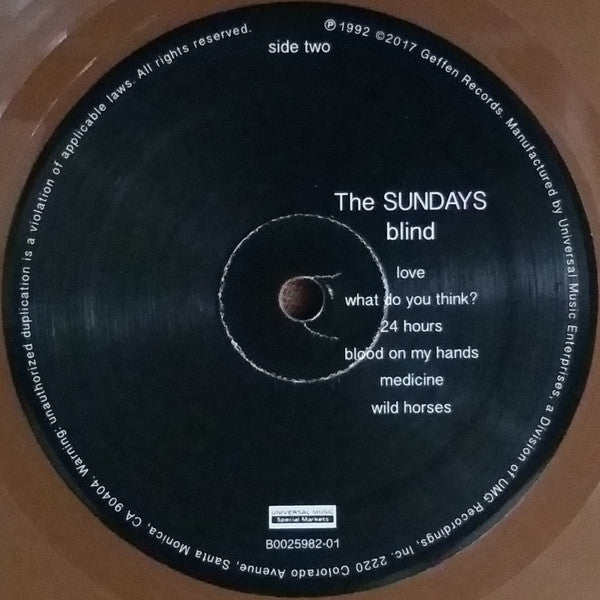 side two
℗ 1992 ©2017 Geffen Records. Manufactured by Universal Music Enterprises, a Division of UMG Recordings, Inc. 2220 Colorado Avenue, Santa Monica, CA 90404. Warning: unauthorized duplication is a violation of applicable laws. All rights reserved.
The SUNDAYS
blind
love
what do you think?
24 hours
blood on my hands
medicine
wild horses
UNIVERSAL MUSIC
Special Markets
B0025982-01